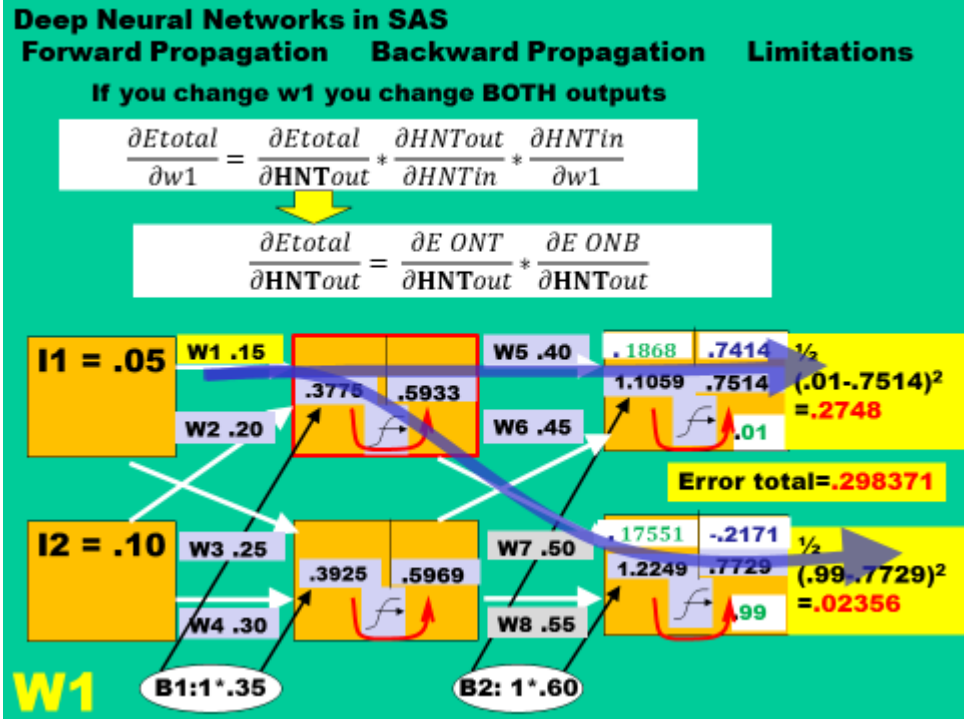 Deep Neural Networks in SAS
Forward Propagation Backward Propagation Limitations
If you change w1 you change BOTH outputs
∂Etotal/∂w1 = ∂Etotal/∂HNTout * ∂HNTout/∂HNTin * ∂HNTin/∂w1
∂Etotal/∂HNTout = ∂E ONT/∂HNTout * ∂E ONB/∂HNTout
I1 = .05
W1 .15
W2 .20
.3775 .5933
W5 .40
W6 .45
.1868 .7414
1.1059 .7514
.01
½
(.01-.7514)²
=.2748
Error total=.298371
I2 = .10
W3 .25
W4 .30
.3925 .5969
W7 .50
W8 .55
.17551 -.2171
1.2249 .7729
.99
½
(.99-.7729)²
=.02356
W1
B1:1*.35
B2: 1*.60